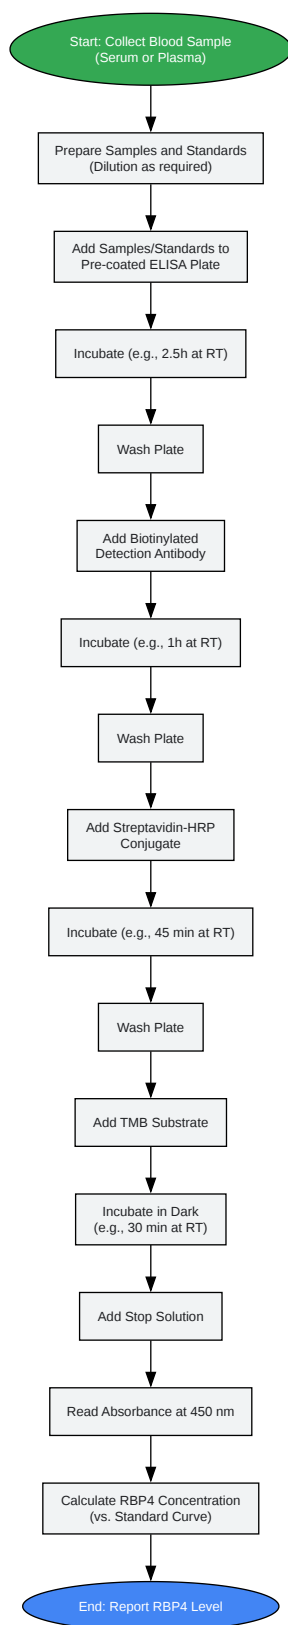 Start: Collect Blood Sample
(Serum or Plasma)
Prepare Samples and Standards
(Dilution as required)
Add Samples/Standards to
Pre-coated ELISA Plate
Incubate (e.g., 2.5h at RT)
Wash Plate
Add Biotinylated
Detection Antibody
Incubate (e.g., 1h at RT)
Wash Plate
Add Streptavidin-HRP
Conjugate
Incubate (e.g., 45 min at RT)
Wash Plate
Add TMB Substrate
Incubate in Dark
(e.g., 30 min at RT)
Add Stop Solution
Read Absorbance at 450 nm
Calculate RBP4 Concentration
(vs. Standard Curve)
End: Report RBP4 Level